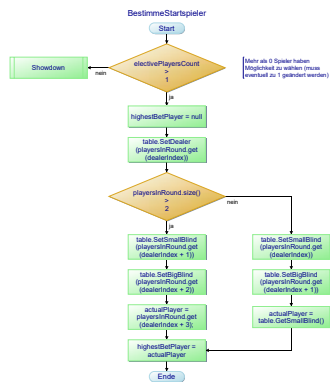 BestimmeStartspieler
Start
electivePlayersCount
>
1
Mehr als 0 Spieler haben
Möglichkeit zu wählen (muss
eventuell zu 1 geändert werden)
nein
Showdown
ja
highestBetPlayer = null
table.SetDealer
(playersInRound.get
(dealerIndex))
playersInRound.size()
>
2
nein
ja
table.SetSmallBlind
(playersInRound.get
(dealerIndex + 1))
table.SetBigBlind
(playersInRound.get
(dealerIndex + 2))
actualPlayer =
playersInRound.get
(dealerIndex + 3);
table.SetSmallBlind
(playersInRound.get
(dealerIndex))
table.SetBigBlind
(playersInRound.get
(dealerIndex + 1))
actualPlayer =
table.GetSmallBlind()
highestBetPlayer =
actualPlayer
Ende